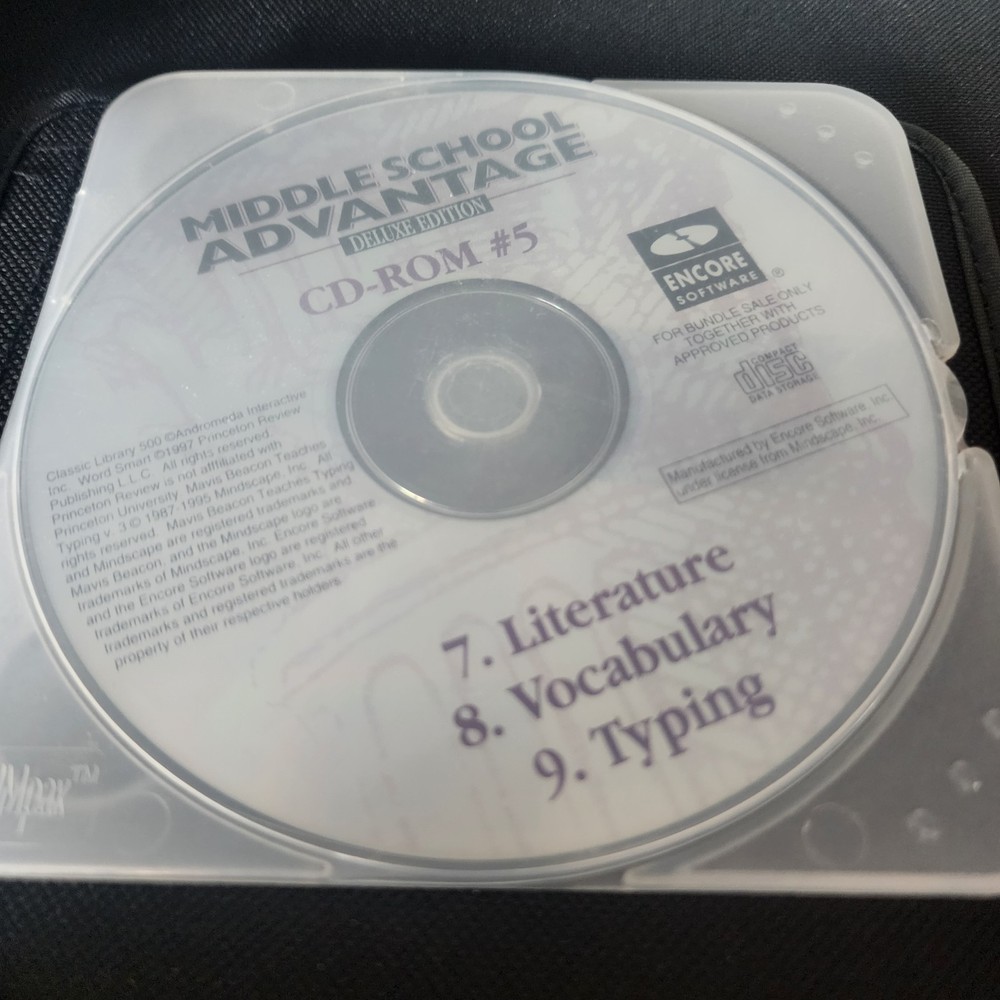 MIDDLE SCHOOL
ADVANTAGE
DELUXE EDITION
CD-ROM #5
ENCORE
SOFTWARE®
FOR BUNDLE SALE ONLY
TOGETHER WITH
APPROVED PRODUCTS
COMPACT
disc
DATA STORAGE
Manufactured by Encore Software, Inc.
under license from Mindscape, Inc.
Classic Library 500 ©Andromeda Interactive
Inc. Word Smart ©1997 Princeton Review
Publishing L.L.C. All rights reserved.
Princeton Review is not affiliated with
Princeton University. Mavis Beacon Teaches
Typing v. 3 © 1987-1995 Mindscape, Inc. All
rights reserved. Mavis Beacon Teaches Typing
and Mindscape are registered trademarks and
Mavis Beacon, and the Mindscape logo are
trademarks of Mindscape, Inc. Encore Software
and the Encore Software logo are registered
trademarks of Encore Software, Inc. All other
trademarks and registered trademarks are the
property of their respective holders.
7. Literature
8. Vocabulary
9. Typing